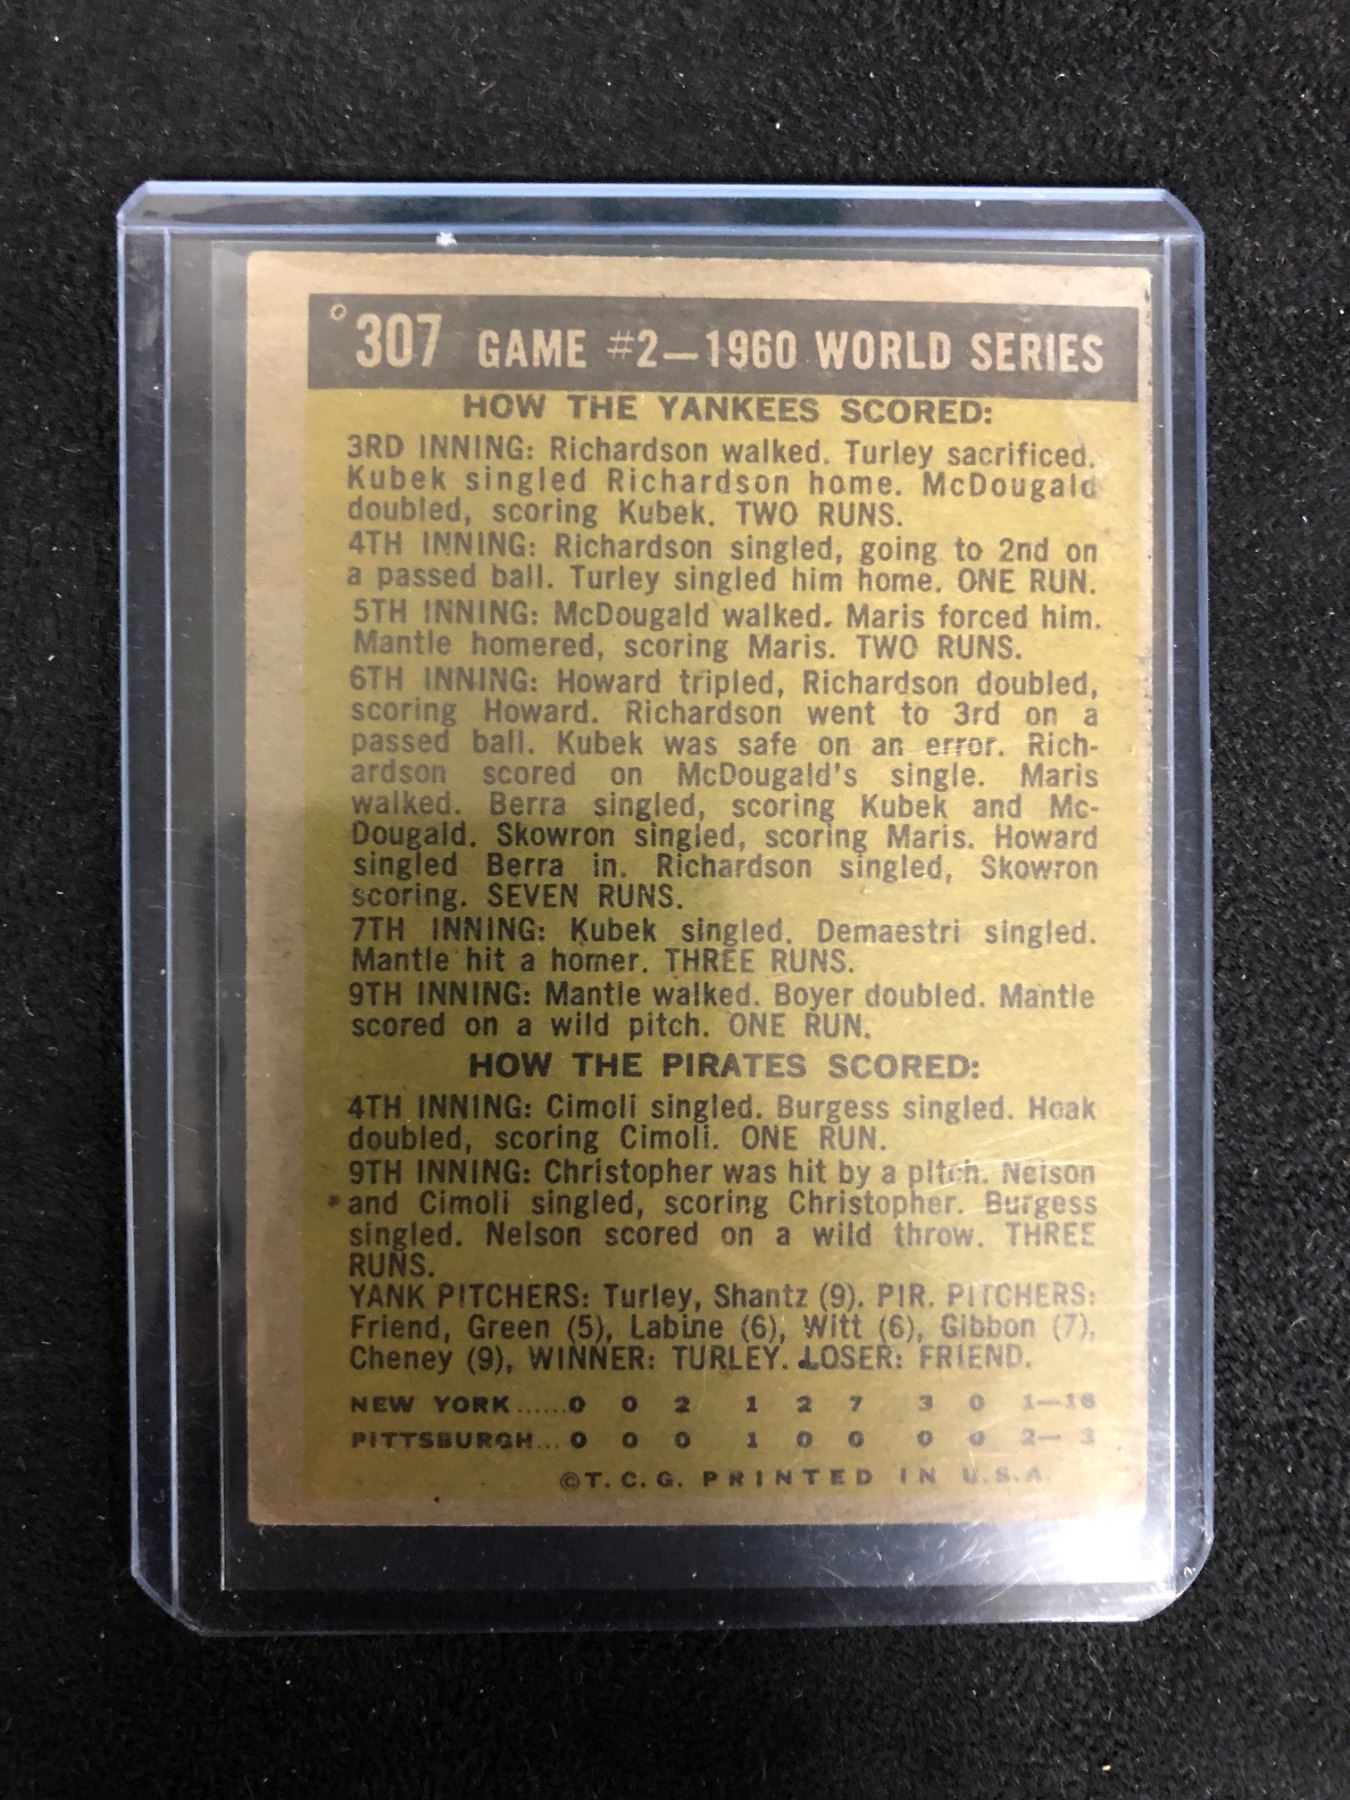 307 GAME #2—1960 WORLD SERIES
HOW THE YANKEES SCORED:
3RD INNING: Richardson walked. Turley sacrificed.
Kubek singled Richardson home. McDougald
doubled, scoring Kubek. TWO RUNS.
4TH INNING: Richardson singled, going to 2nd on
a passed ball. Turley singled him home. ONE RUN.
5TH INNING: McDougald walked. Maris forced him.
Mantle homered, scoring Maris. TWO RUNS.
6TH INNING: Howard tripled, Richardson doubled,
scoring Howard. Richardson went to 3rd on a
passed ball. Kubek was safe on an error. Rich-
ardson scored on McDougald's single. Maris
walked. Berra singled, scoring Kubek and Mc-
Dougald. Skowron singled, scoring Maris. Howard
singled Berra in. Richardson singled, Skowron
scoring. SEVEN RUNS.
7TH INNING: Kubek singled. Demaestri singled.
Mantle hit a homer. THREE RUNS.
9TH INNING: Mantle walked. Boyer doubled. Mantle
scored on a wild pitch. ONE RUN.
HOW THE PIRATES SCORED:
4TH INNING: Cimoli singled. Burgess singled. Hoak
doubled, scoring Cimoli. ONE RUN.
9TH INNING: Christopher was hit by a pitch. Nelson
and Cimoli singled, scoring Christopher. Burgess
singled. Nelson scored on a wild throw. THREE
RUNS.
YANK PITCHERS: Turley, Shantz (9). PIR. PITCHERS:
Friend, Green (5), Labine (6), Witt (6), Gibbon (7),
Cheney (9), WINNER: TURLEY. LOSER: FRIEND.
NEW YORK......0 0 2 1 2 7 3 0 1—16
PITTSBURGH...0 0 0 1 0 0 0 0 2— 3
©T.C.G. PRINTED IN U.S.A.